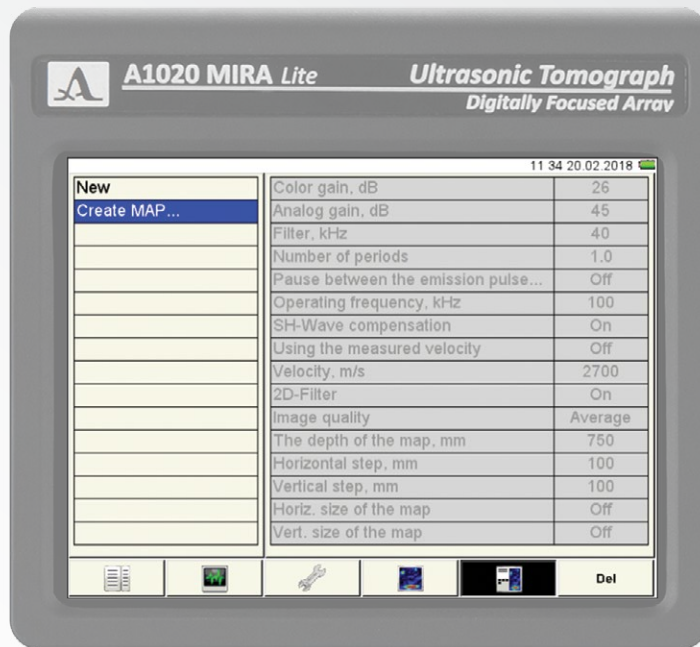 A1020 MIRA Lite
Ultrasonic Tomograph
Digitally Focused Array
11 34 20.02.2018
New
Create MAP...
Color gain, dB 26
Analog gain, dB 45
Filter, kHz 40
Number of periods 1.0
Pause between the emission pulse... Off
Operating frequency, kHz 100
SH-Wave compensation On
Using the measured velocity Off
Velocity, m/s 2700
2D-Filter On
Image quality Average
The depth of the map, mm 750
Horizontal step, mm 100
Vertical step, mm 100
Horiz. size of the map Off
Vert. size of the map Off
Del